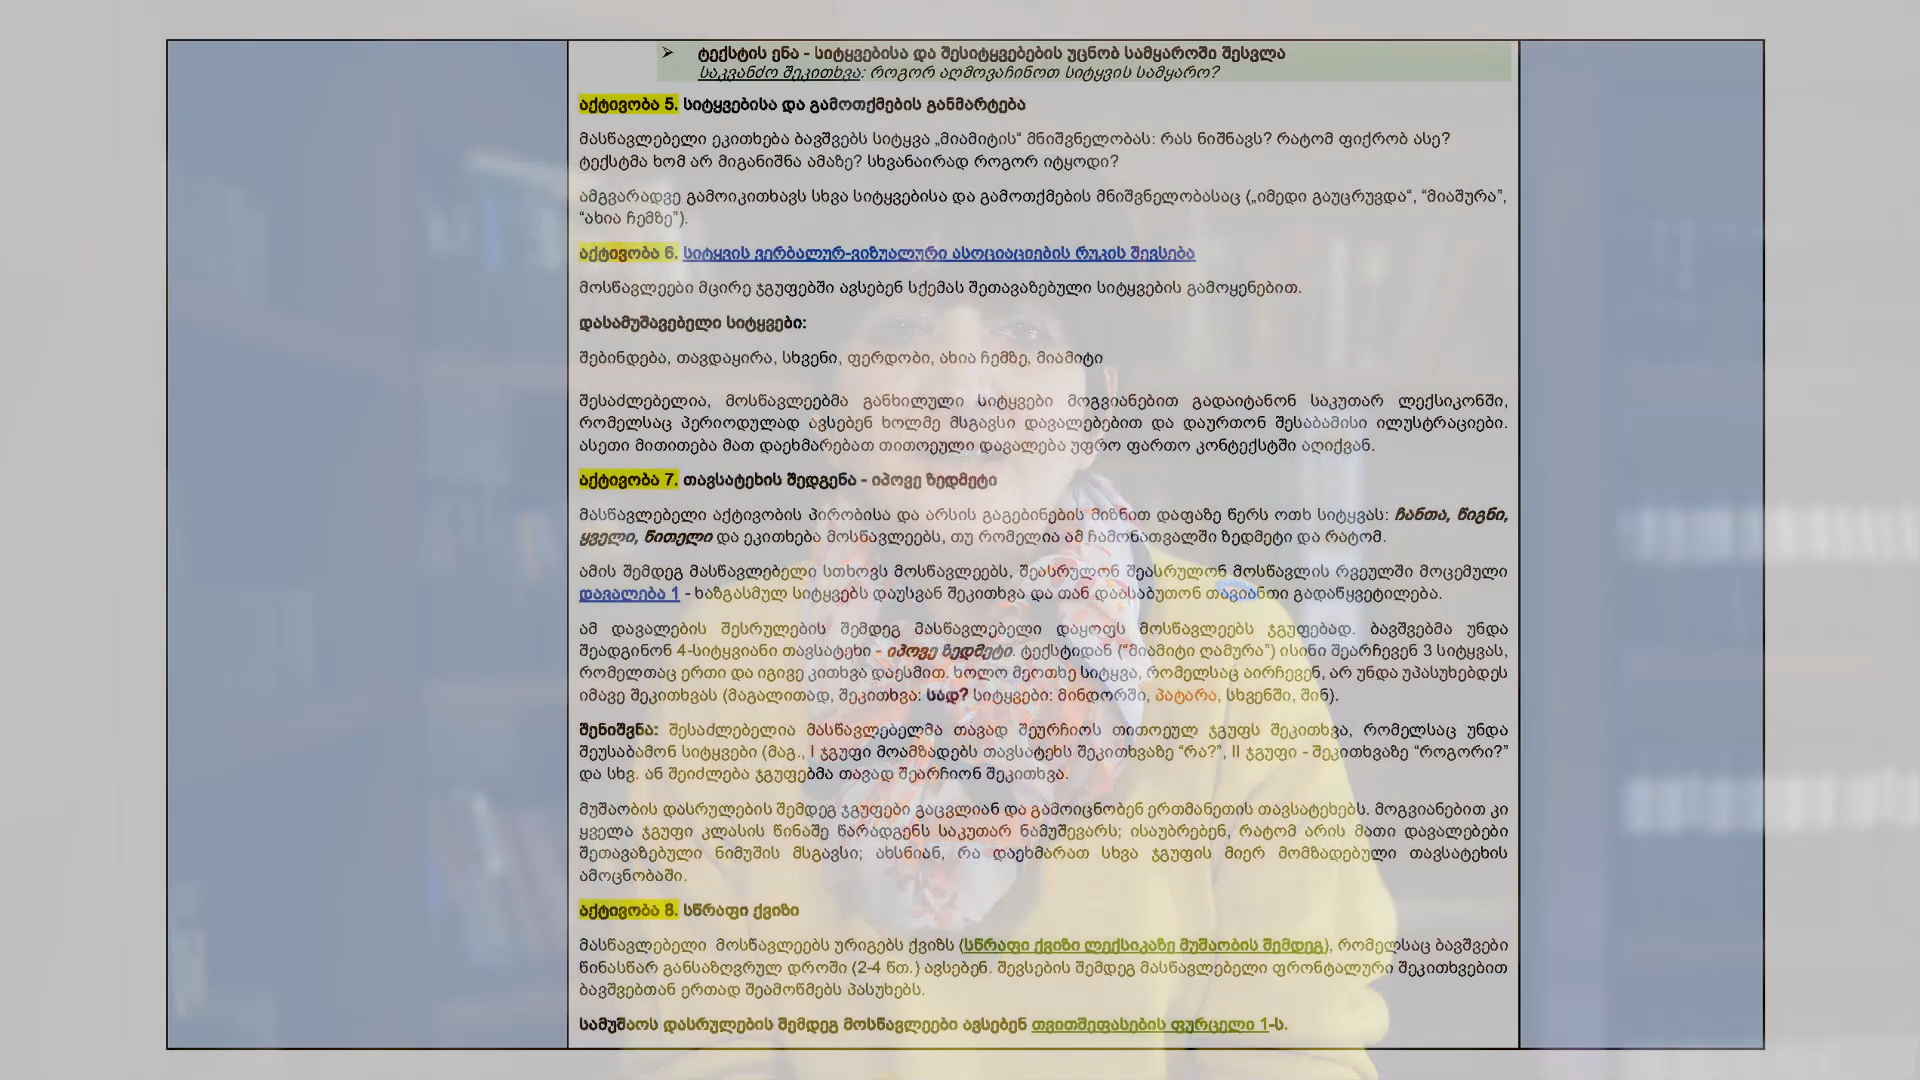 ➤ ტექსტის ენა - სიტყვებისა და შესიტყვებების უცნობ სამყაროში შესვლა
საკვანძო შეკითხვა: როგორ აღმოვაჩინოთ სიტყვის სამყარო?
აქტივობა 5. სიტყვებისა და გამოთქმების განმარტება
მასწავლებელი ეკითხება ბავშვებს სიტყვა „მიამიტის“ მნიშვნელობას: რას ნიშნავს? რატომ ფიქრობ ასე?
ტექსტმა ხომ არ მიგანიშნა ამაზე? სხვანაირად როგორ იტყოდი?
ამგვარადვე გამოიკითხავს სხვა სიტყვებისა და გამოთქმების მნიშვნელობასაც („იმედი გაუცრუვდა“, “მიაშურა”,
“ახია ჩემზე”).
აქტივობა 6. სიტყვის ვერბალურ-ვიზუალური ასოციაციების რუკის შევსება
მოსწავლეები მცირე ჯგუფებში ავსებენ სქემას შეთავაზებული სიტყვების გამოყენებით.
დასამუშავებელი სიტყვები:
შებინდება, თავდაყირა, სხვენი, ფერდობი, ახია ჩემზე, მიამიტი
შესაძლებელია, მოსწავლეებმა განხილული სიტყვები მოგვიანებით გადაიტანონ საკუთარ ლექსიკონში,
რომელსაც პერიოდულად ავსებენ ხოლმე მსგავსი დავალებებით და დაურთონ შესაბამისი ილუსტრაციები.
ასეთი მითითება მათ დაეხმარებათ თითოეული დავალება უფრო ფართო კონტექსტში აღიქვან.
აქტივობა 7. თავსატეხის შედგენა - იპოვე ზედმეტი
მასწავლებელი აქტივობის პირობისა და არსის გაგებინების მიზნით დაფაზე წერს ოთხ სიტყვას: ჩანთა, წიგნი,
ყველი, წითელი და ეკითხება მოსწავლეებს, თუ რომელია ამ ჩამონათვალში ზედმეტი და რატომ.
ამის შემდეგ მასწავლებელი სთხოვს მოსწავლეებს, შეასრულონ შეასრულონ მოსწავლის რვეულში მოცემული
დავალება 1 - ხაზგასმულ სიტყვებს დაუსვან შეკითხვა და თან დაასაბუთონ თავიანთი გადაწყვეტილება.
ამ დავალების შესრულების შემდეგ მასწავლებელი დაყოფს მოსწავლეებს ჯგუფებად. ბავშვებმა უნდა
შეადგინონ 4-სიტყვიანი თავსატეხი - იპოვე ზედმეტი. ტექსტიდან (“მიამიტი ღამურა”) ისინი შეარჩევენ 3 სიტყვას,
რომელთაც ერთი და იგივე კითხვა დაესმით. ხოლო მეოთხე სიტყვა, რომელსაც აირჩევენ, არ უნდა უპასუხებდეს
იმავე შეკითხვას (მაგალითად, შეკითხვა: სად? სიტყვები: მინდორში, პატარა, სხვენში, შინ).
შენიშვნა: შესაძლებელია მასწავლებელმა თავად შეურჩიოს თითოეულ ჯგუფს შეკითხვა, რომელსაც უნდა
შეუსაბამონ სიტყვები (მაგ., I ჯგუფი მოამზადებს თავსატეხს შეკითხვაზე “რა?”, II ჯგუფი - შეკითხვაზე “როგორი?”
და სხვ. ან შეიძლება ჯგუფებმა თავად შეარჩიონ შეკითხვა.
მუშაობის დასრულების შემდეგ ჯგუფები გაცვლიან და გამოიცნობენ ერთმანეთის თავსატეხებს. მოგვიანებით კი
ყველა ჯგუფი კლასის წინაშე წარადგენს საკუთარ ნამუშევარს; ისაუბრებენ, რატომ არის მათი დავალებები
შეთავაზებული ნიმუშის მსგავსი; ახსნიან, რა დაეხმარათ სხვა ჯგუფის მიერ მომზადებული თავსატეხის
ამოცნობაში.
აქტივობა 8. სწრაფი ქვიზი
მასწავლებელი მოსწავლეებს ურიგებს ქვიზს (სწრაფი ქვიზი ლექსიკაზე მუშაობის შემდეგ), რომელსაც ბავშვები
წინასწარ განსაზღვრულ დროში (2-4 წთ.) ავსებენ. შევსების შემდეგ მასწავლებელი ფრონტალური შეკითხვებით
ბავშვებთან ერთად შეამოწმებს პასუხებს.
სამუშაოს დასრულების შემდეგ მოსწავლეები ავსებენ თვითშეფასების ფურცელი 1-ს.